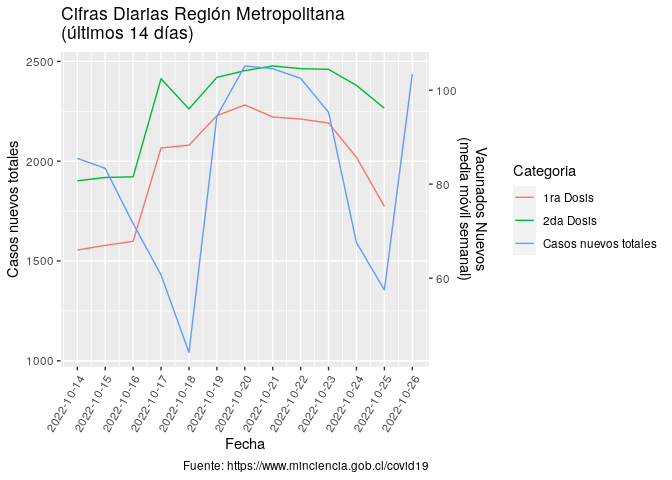 Cifras Diarias Región Metropolitana
(últimos 14 días)
2500
2000
1500
1000
Casos nuevos totales
100
80
60
Vacunados Nuevos
(media móvil semanal)
2022-10-14
2022-10-15
2022-10-16
2022-10-17
2022-10-18
2022-10-19
2022-10-20
2022-10-21
2022-10-22
2022-10-23
2022-10-24
2022-10-25
2022-10-26
Fecha
Categoria
1ra Dosis
2da Dosis
Casos nuevos totales
Fuente: https://www.minciencia.gob.cl/covid19